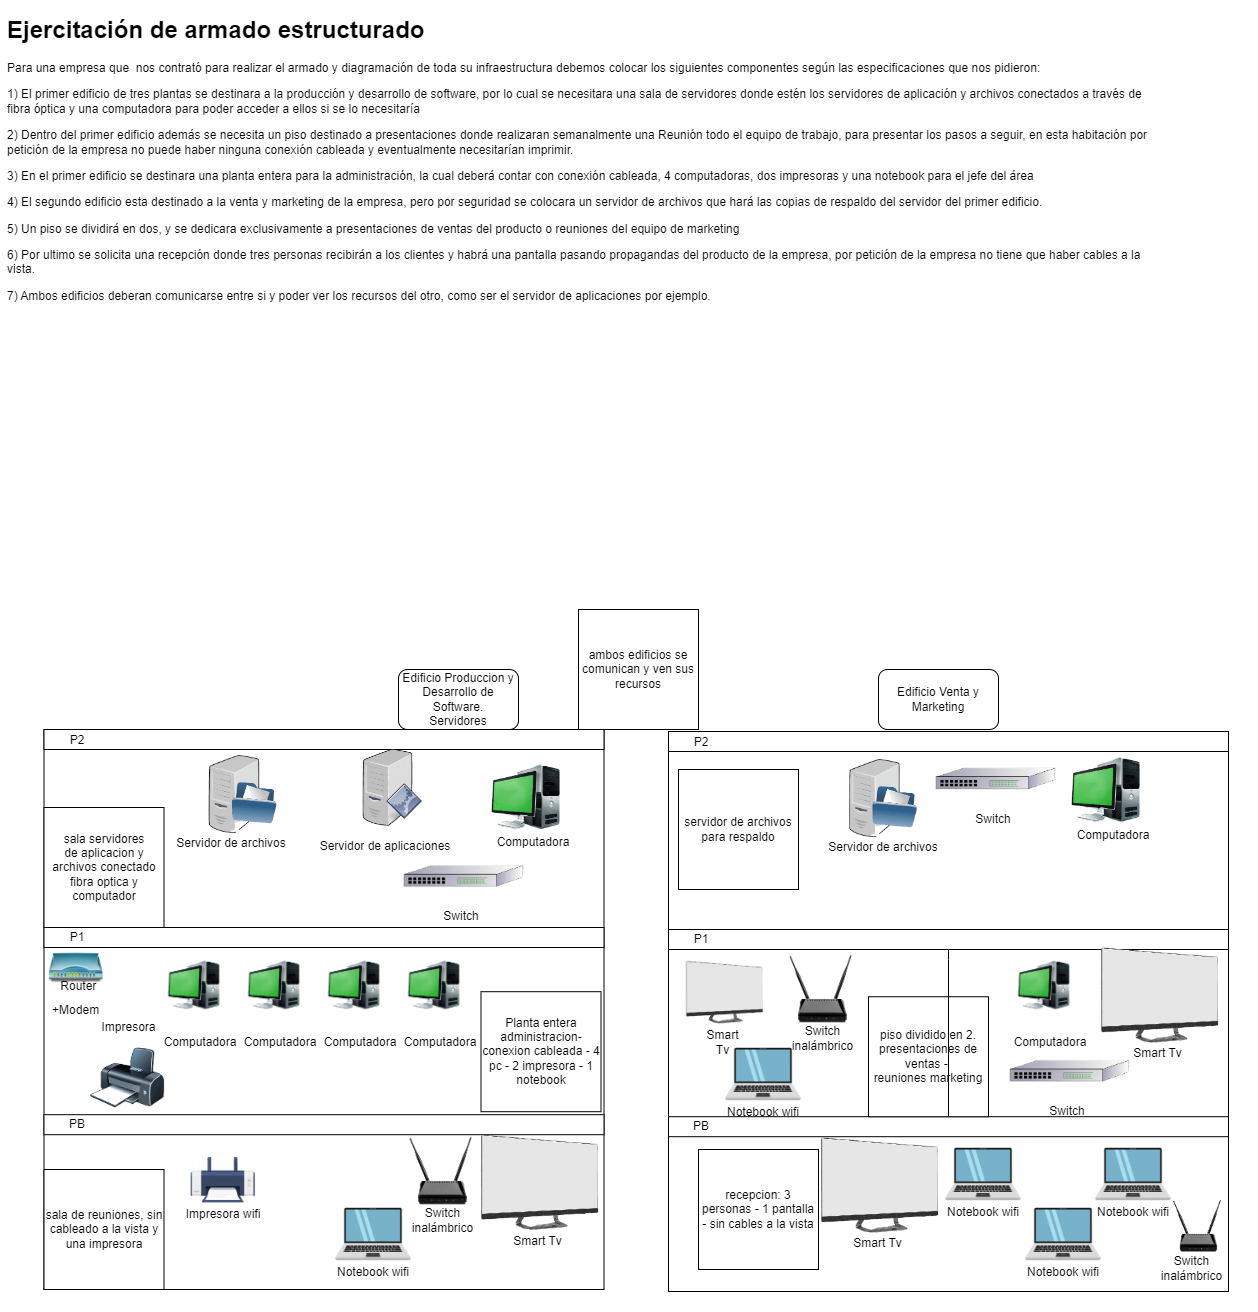 Ejercitación de armado estructurado
Para una empresa que  nos contrató para realizar el armado y diagramación de toda su infraestructura debemos colocar los siguientes componentes según las especificaciones que nos pidieron:
1) El primer edificio de tres plantas se destinara a la producción y desarrollo de software, por lo cual se necesitara una sala de servidores donde estén los servidores de aplicación y archivos conectados a través de
fibra óptica y una computadora para poder acceder a ellos si se lo necesitaría
2) Dentro del primer edificio además se necesita un piso destinado a presentaciones donde realizaran semanalmente una Reunión todo el equipo de trabajo, para presentar los pasos a seguir, en esta habitación por
petición de la empresa no puede haber ninguna conexión cableada y eventualmente necesitarían imprimir.
3) En el primer edificio se destinara una planta entera para la administración, la cual deberá contar con conexión cableada, 4 computadoras, dos impresoras y una notebook para el jefe del área
4) El segundo edificio esta destinado a la venta y marketing de la empresa, pero por seguridad se colocara un servidor de archivos que hará las copias de respaldo del servidor del primer edificio.
5) Un piso se dividirá en dos, y se dedicara exclusivamente a presentaciones de ventas del producto o reuniones del equipo de marketing
6) Por ultimo se solicita una recepción donde tres personas recibirán a los clientes y habrá una pantalla pasando propagandas del producto de la empresa, por petición de la empresa no tiene que haber cables a la
vista.
7) Ambos edificios deberan comunicarse entre si y poder ver los recursos del otro, como ser el servidor de aplicaciones por ejemplo.
ambos edificios se
comunican y ven sus
recursos
Edificio Produccion y
Desarrollo de
Software.
Servidores
Edificio Venta y
Marketing
P2
sala servidores
de aplicacion y
archivos conectado
fibra optica y
computador
Servidor de archivos
Servidor de aplicaciones
Computadora
Switch
P1
Router
+Modem
Impresora
Computadora
Computadora
Computadora
Computadora
Planta entera
administracion-
conexion cableada - 4
pc - 2 impresora - 1
notebook
PB
sala de reuniones, sin
cableado a la vista y
una impresora
Impresora wifi
Notebook wifi
Switch
inalámbrico
Smart Tv
P2
servidor de archivos
para respaldo
Servidor de archivos
Switch
Computadora
P1
Smart
Tv
Switch
inalámbrico
Notebook wifi
piso dividido en 2.
presentaciones de
ventas -
reuniones marketing
Computadora
Switch
Smart Tv
PB
recepcion: 3
personas - 1 pantalla
- sin cables a la vista
Smart Tv
Notebook wifi
Notebook wifi
Notebook wifi
Switch
inalámbrico